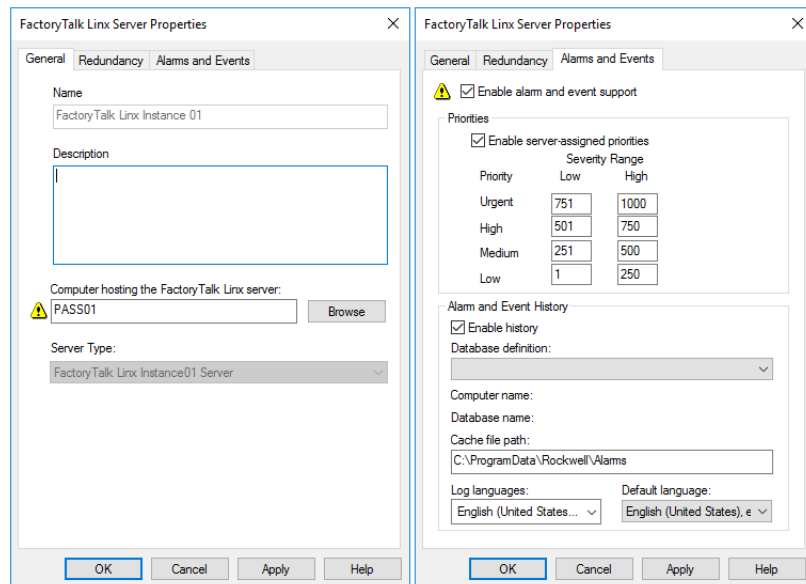 FactoryTalk Linx Server Properties
General Redundancy Alarms and Events
Name
FactoryTalk Linx Instance 01
Description
Computer hosting the FactoryTalk Linx server:
PASS01 Browse
Server Type:
FactoryTalk Linx Instance01 Server
OK Cancel Apply Help
FactoryTalk Linx Server Properties
General Redundancy Alarms and Events
Enable alarm and event support
Priorities
Enable server-assigned priorities
Severity Range
Priority Low High
Urgent 751 1000
High 501 750
Medium 251 500
Low 1 250
Alarm and Event History
Enable history
Database definition:
Computer name:
Database name:
Cache file path:
C:\ProgramData\Rockwell\Alarms
Log languages: Default language:
English (United States... English (United States), e
OK Cancel Apply Help